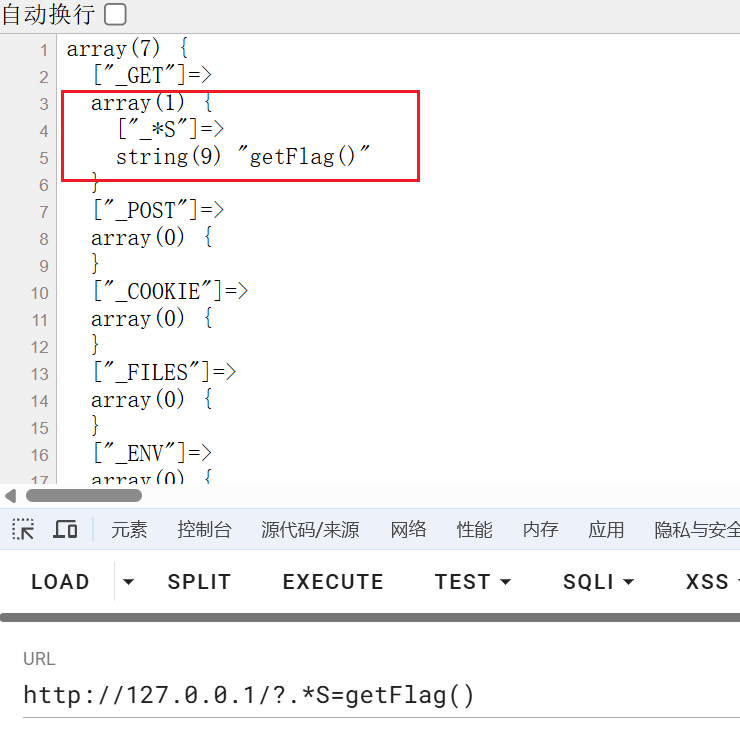 自动换行
1 array(7) {
2 ["_GET"]=>
3 array(1) {
4 ["_*S"]=>
5 string(9) "getFlag()"
6 }
7 ["_POST"]=>
8 array(0) {
9 }
10 ["_COOKIE"]=>
11 array(0) {
12 }
13 ["_FILES"]=>
14 array(0) {
15 }
16 ["_ENV"]=>
17 array(0) {
元素 控制台 源代码/来源 网络 性能 内存 应用 隐私与安全
LOAD SPLIT EXECUTE TEST SQLI XSS
URL
http://127.0.0.1/?.*S=getFlag()